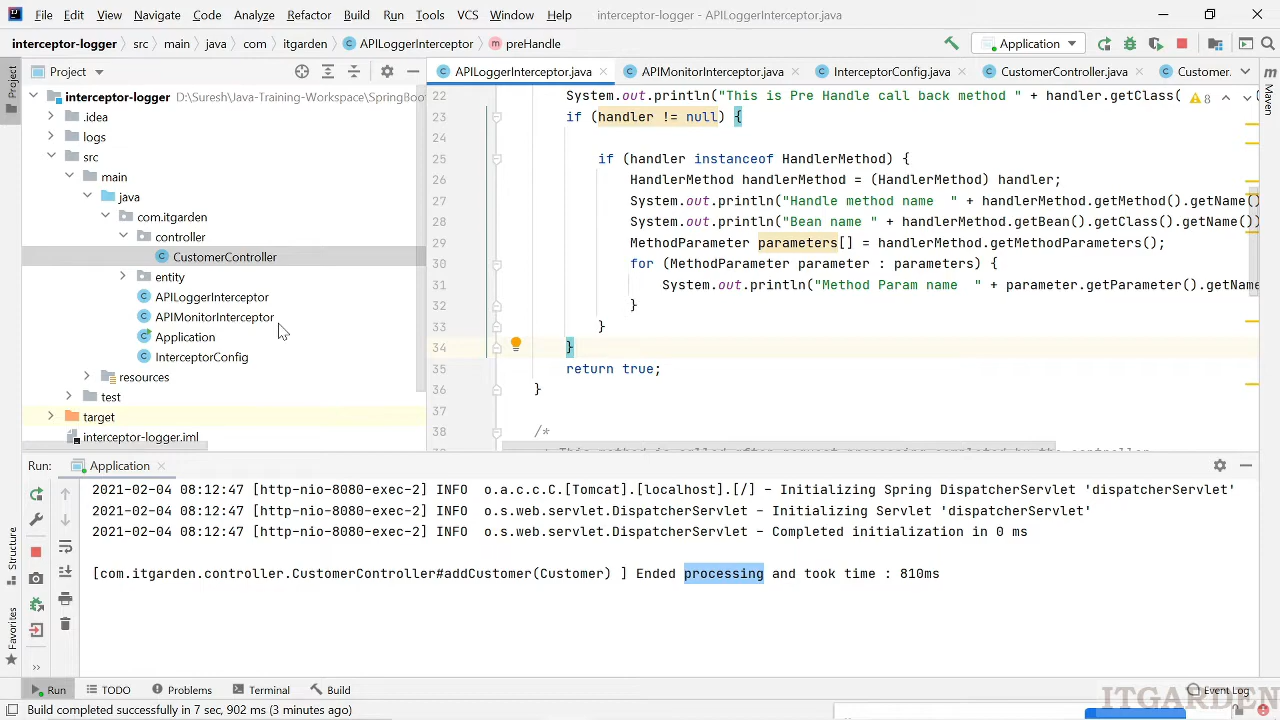 File Edit View Navigate Code Analyze Refactor Build Run Tools VCS Window Help interceptor-logger - APILoggerInterceptor.java
interceptor-logger src main java com itgarden APILoggerInterceptor preHandle Application
Project
Project
APILoggerInterceptor.java APIMonitorInterceptor.java InterceptorConfig.java CustomerController.java Customer.
Maven
interceptor-logger D:\Suresh\Java-Training-Workspace\SpringBoo
.idea
logs
src
main
java
com.itgarden
controller
CustomerController
entity
APILoggerInterceptor
APIMonitorInterceptor
Application
InterceptorConfig
resources
test
target
interceptor-logger.iml
22 System.out.println("This is Pre Handle call back method " + handler.getClass( 8
23 if (handler != null) {
24
25 if (handler instanceof HandlerMethod) {
26 HandlerMethod handlerMethod = (HandlerMethod) handler;
27 System.out.println("Handle method name  " + handlerMethod.getMethod().getName()
28 System.out.println("Bean name " + handlerMethod.getBean().getClass().getName())
29 MethodParameter parameters[] = handlerMethod.getMethodParameters();
30 for (MethodParameter parameter : parameters) {
31 System.out.println("Method Param name  " + parameter.getParameter().getName
32 }
33 }
34 }
35 return true;
36 }
37
38 /*
Run: Application
2021-02-04 08:12:47 [http-nio-8080-exec-2] INFO  o.a.c.c.C.[Tomcat].[localhost].[/] - Initializing Spring DispatcherServlet 'dispatcherServlet'
2021-02-04 08:12:47 [http-nio-8080-exec-2] INFO  o.s.web.servlet.DispatcherServlet - Initializing Servlet 'dispatcherServlet'
2021-02-04 08:12:47 [http-nio-8080-exec-2] INFO  o.s.web.servlet.DispatcherServlet - Completed initialization in 0 ms
[com.itgarden.controller.CustomerController#addCustomer(Customer) ] Ended processing and took time : 810ms
Structure
Favorites
Run TODO Problems Terminal Build Event Log
ITGARDEN
Build completed successfully in 7 sec, 902 ms (3 minutes ago)